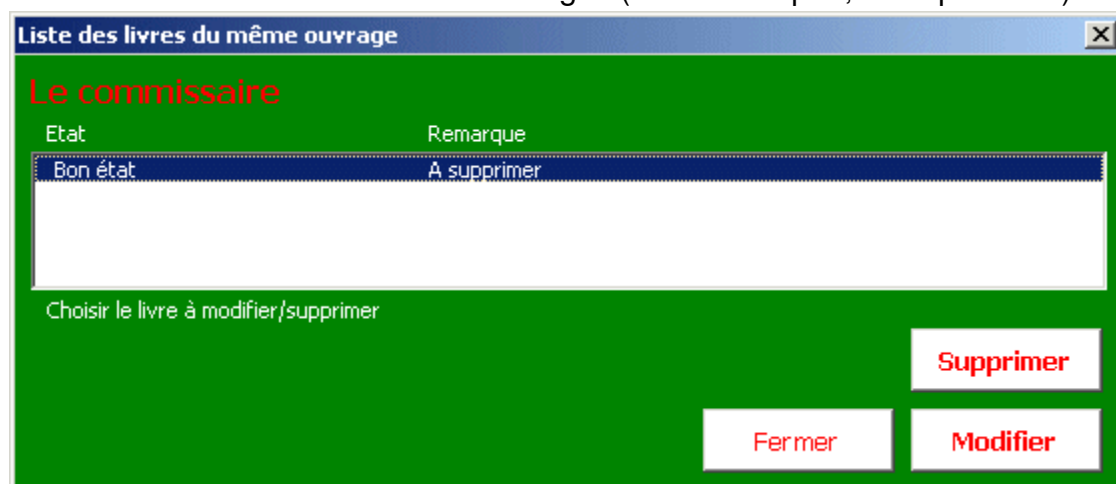 Liste des livres du même ouvrage
Le commissaire
Etat Remarque
Bon état A supprimer
Choisir le livre à modifier/supprimer
Supprimer
Fermer Modifier